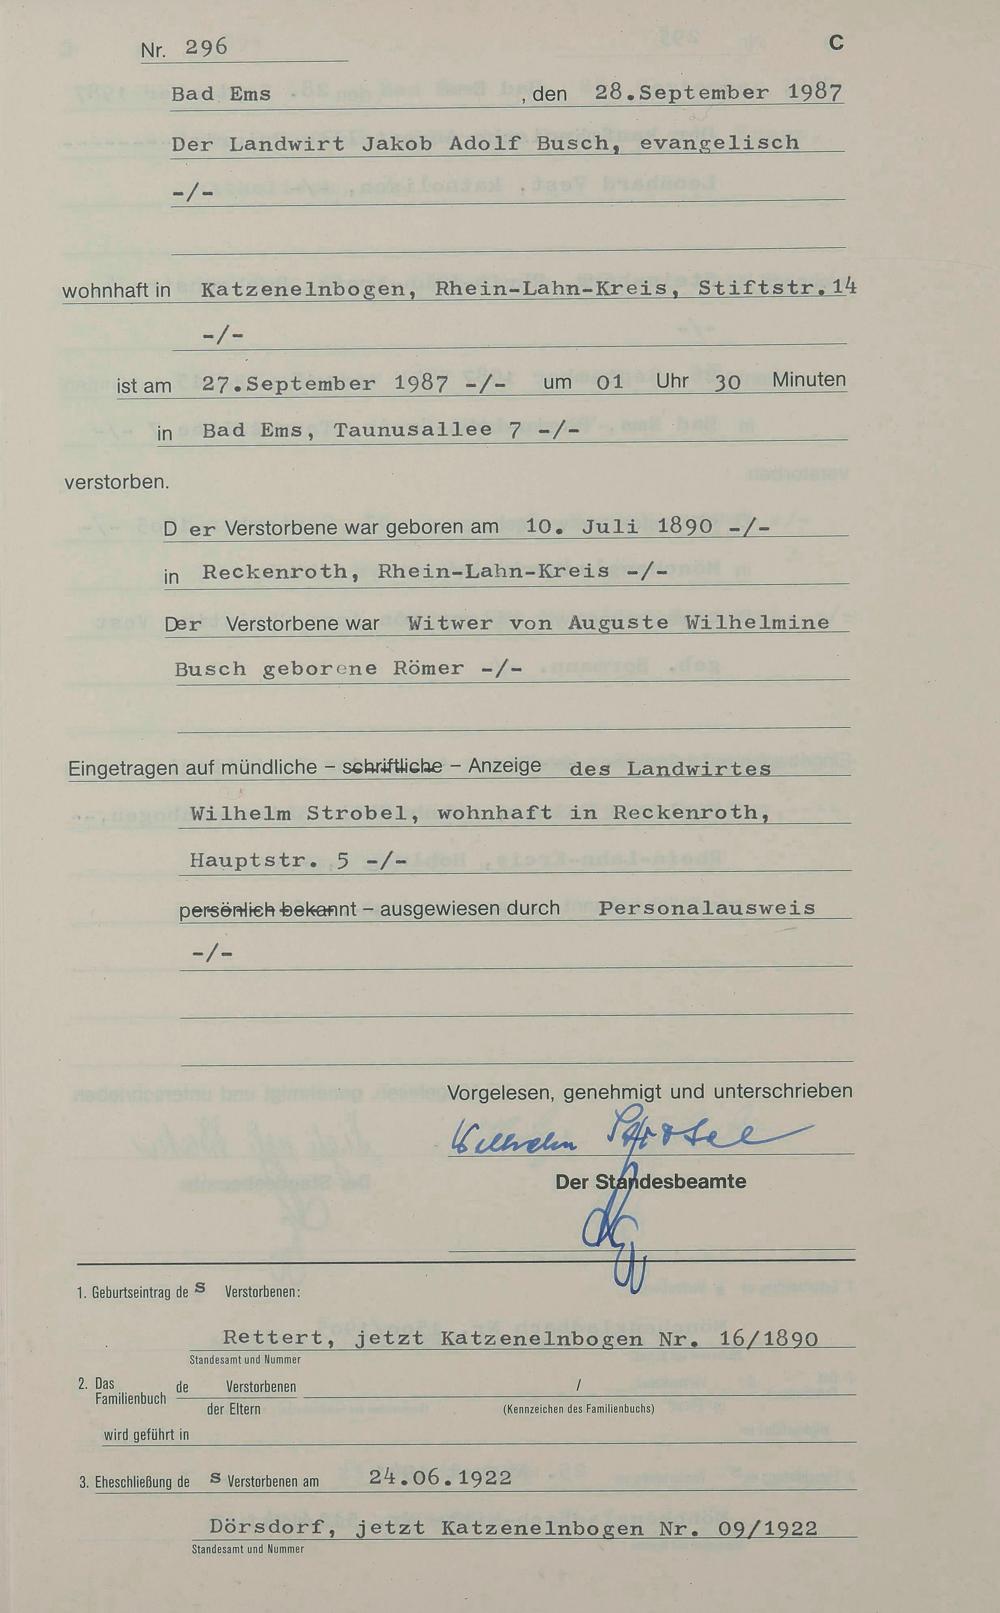 Nr. 296
C
Bad Ems , den 28.September 1987
Der Landwirt Jakob Adolf Busch, evangelisch
-/-
wohnhaft in Katzenelnbogen, Rhein-Lahn-Kreis, Stiftstr.14
-/-
ist am 27.September 1987 -/- um 01 Uhr 30 Minuten
in Bad Ems, Taunusallee 7 -/-
verstorben.
D er Verstorbene war geboren am 10. Juli 1890 -/-
in Reckenroth, Rhein-Lahn-Kreis -/-
Der Verstorbene war Witwer von Auguste Wilhelmine
Busch geborene Römer -/-
Eingetragen auf mündliche – schriftliche – Anzeige des Landwirtes
Wilhelm Strobel, wohnhaft in Reckenroth,
Hauptstr. 5 -/-
persönlich bekannt – ausgewiesen durch Personalausweis
-/-
Vorgelesen, genehmigt und unterschrieben
Wilhelm Strobel
Der Standesbeamte
1. Geburtseintrag de s Verstorbenen:
Rettert, jetzt Katzenelnbogen Nr. 16/1890
Standesamt und Nummer
2. Das Familienbuch de Verstorbenen /
der Eltern (Kennzeichen des Familienbuchs)
wird geführt in
3. Eheschließung de s Verstorbenen am 24.06.1922
Dörsdorf, jetzt Katzenelnbogen Nr. 09/1922
Standesamt und Nummer